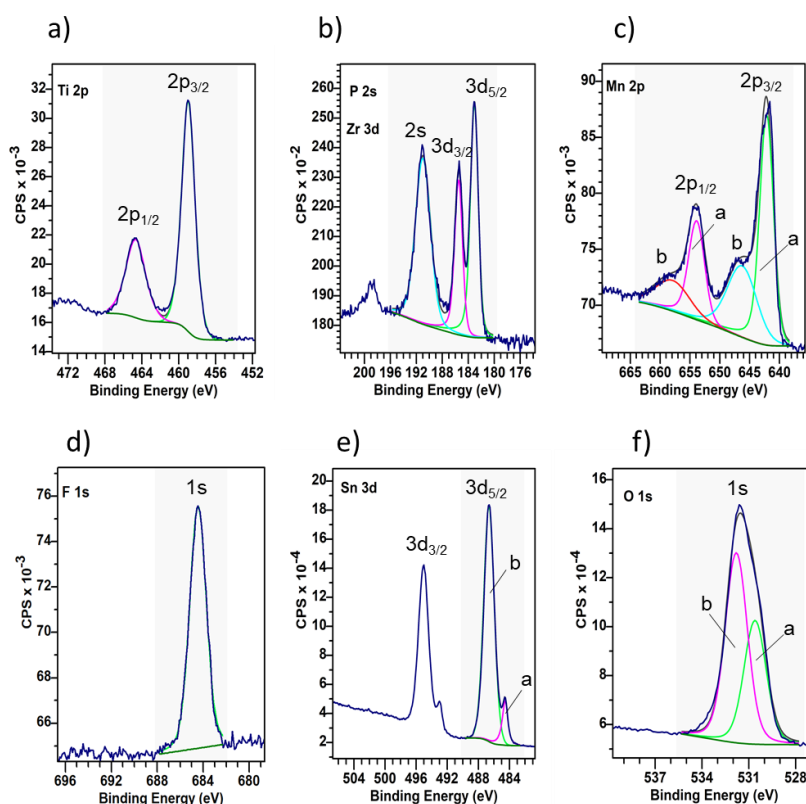 a)
Ti 2p
2p3/2
2p1/2
CPS x 10⁻³
32
30
28
26
24
22
20
18
16
14
472
468
464
460
456
452
Binding Energy (eV)
b)
P 2s
Zr 3d
2s
3d3/2
3d5/2
CPS x 10⁻²
260
250
240
230
220
210
200
190
180
200
192
188
184
180
176
Binding Energy (eV)
c)
Mn 2p
2p3/2
2p1/2
a
b
b
a
CPS x 10⁻²
90
85
80
75
70
665
660
655
650
645
640
Binding Energy (eV)
d)
F 1s
1s
CPS x 10⁻³
75
70
65
696
692
688
684
680
Binding Energy (eV)
e)
Sn 3d
3d5/2
3d3/2
b
a
CPS x 10⁻⁴
20
18
16
14
12
10
8
6
4
2
504
500
496
492
488
484
Binding Energy (eV)
f)
O 1s
1s
b
a
CPS x 10⁻⁴
16
14
12
10
8
6
537
534
531
528
Binding Energy (eV)